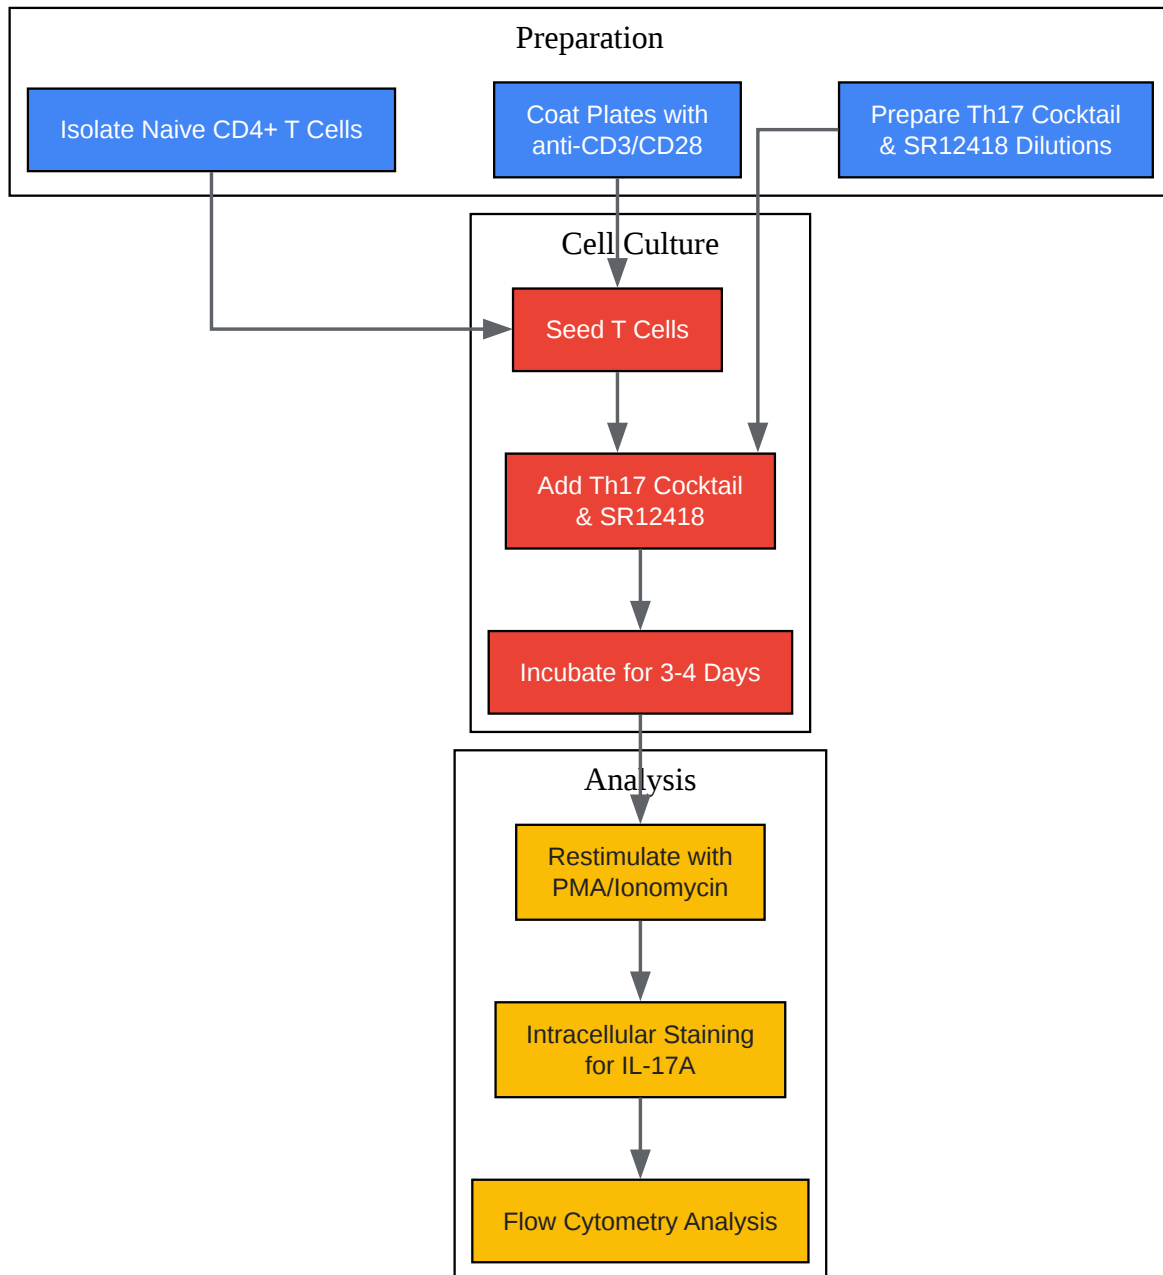 Preparation
Isolate Naive CD4+ T Cells
Coat Plates with
anti-CD3/CD28
Prepare Th17 Cocktail
& SR12418 Dilutions
Cell Culture
Seed T Cells
Add Th17 Cocktail
& SR12418
Incubate for 3-4 Days
Analysis
Restimulate with
PMA/Ionomycin
Intracellular Staining
for IL-17A
Flow Cytometry Analysis